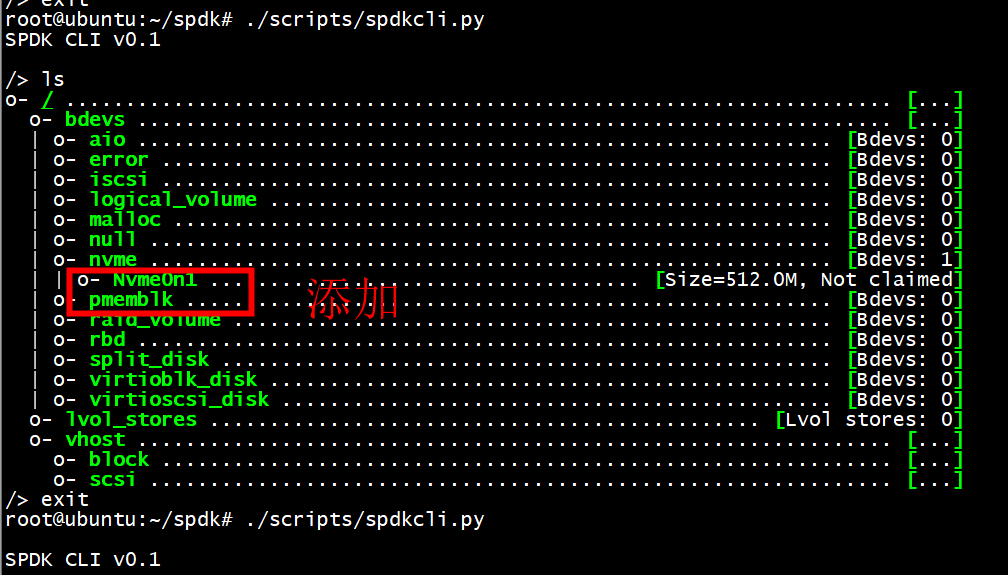 /> exit
root@ubuntu:~/spdk# ./scripts/spdkcli.py
SPDK CLI v0.1
/> ls
o- / ...................................................................... [...]
o- bdevs ................................................................ [...]
| o- aio .............................................................. [Bdevs: 0]
| o- error ............................................................ [Bdevs: 0]
| o- iscsi ............................................................ [Bdevs: 0]
| o- logical_volume ................................................... [Bdevs: 0]
| o- malloc ........................................................... [Bdevs: 0]
| o- null ............................................................. [Bdevs: 0]
| o- nvme ............................................................. [Bdevs: 1]
| | o- Nvme0n1 ...................................... [Size=512.0M, Not claimed]
| o- pmemblk .......................................................... [Bdevs: 0]
添加
| o- raid_volume ...................................................... [Bdevs: 0]
| o- rbd .............................................................. [Bdevs: 0]
| o- split_disk ....................................................... [Bdevs: 0]
| o- virtioblk_disk ................................................... [Bdevs: 0]
| o- virtioscsi_disk .................................................. [Bdevs: 0]
o- lvol_stores .................................................. [Lvol stores: 0]
o- vhost ................................................................ [...]
o- block .............................................................. [...]
o- scsi ............................................................... [...]
/> exit
root@ubuntu:~/spdk# ./scripts/spdkcli.py
SPDK CLI v0.1